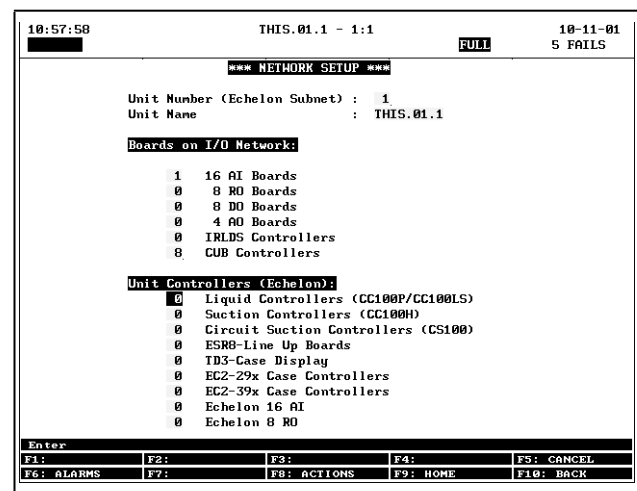 10:57:58 THIS.01.1 - 1:1 10-11-01
FULL 5 FAILS
*** NETWORK SETUP ***
Unit Number (Echelon Subnet) : 1
Unit Name : THIS.01.1
Boards on I/O Network:
1 16 AI Boards
0 8 RO Boards
0 8 DO Boards
0 4 AO Boards
0 IRLDS Controllers
8 CUB Controllers
Unit Controllers (Echelon):
0 Liquid Controllers (CC100P/CC100LS)
0 Suction Controllers (CC100H)
0 Circuit Suction Controllers (CS100)
0 ESR8-Line Up Boards
0 TD3-Case Display
0 EC2-29x Case Controllers
0 EC2-39x Case Controllers
0 Echelon 16 AI
0 Echelon 8 RO
Enter
F1: F2: F3: F4: F5: CANCEL
F6: ALARMS F7: F8: ACTIONS F9: HOME F10: BACK